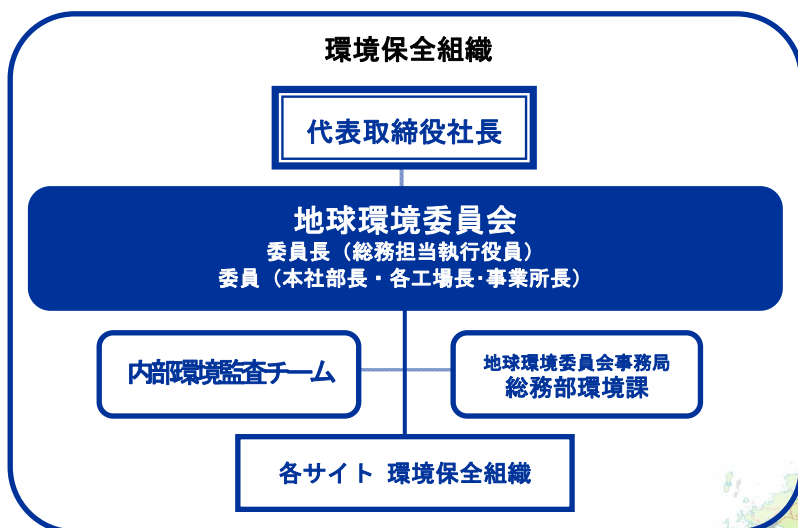 環境保全組織
代表取締役社長
地球環境委員会
委員長（総務担当執行役員）
委員（本社部長・各工場長・事業所長）
内部環境監査チーム
地球環境委員会事務局
総務部環境課
各サイト 環境保全組織